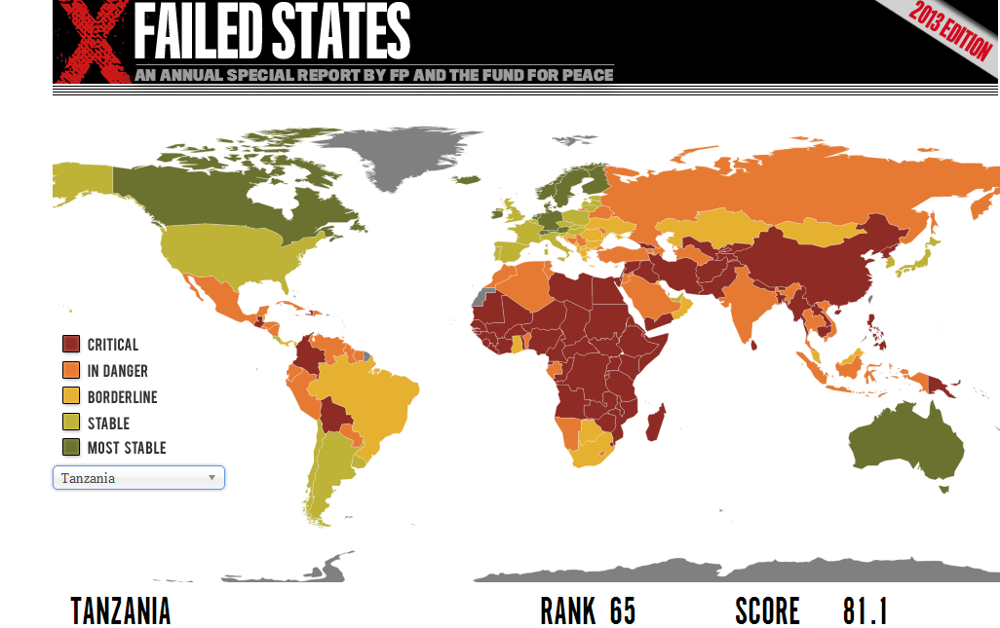 X FAILED STATES
2013 EDITION
AN ANNUAL SPECIAL REPORT BY FP AND THE FUND FOR PEACE
CRITICAL
IN DANGER
BORDERLINE
STABLE
MOST STABLE
Tanzania
TANZANIA RANK 65 SCORE 81.1